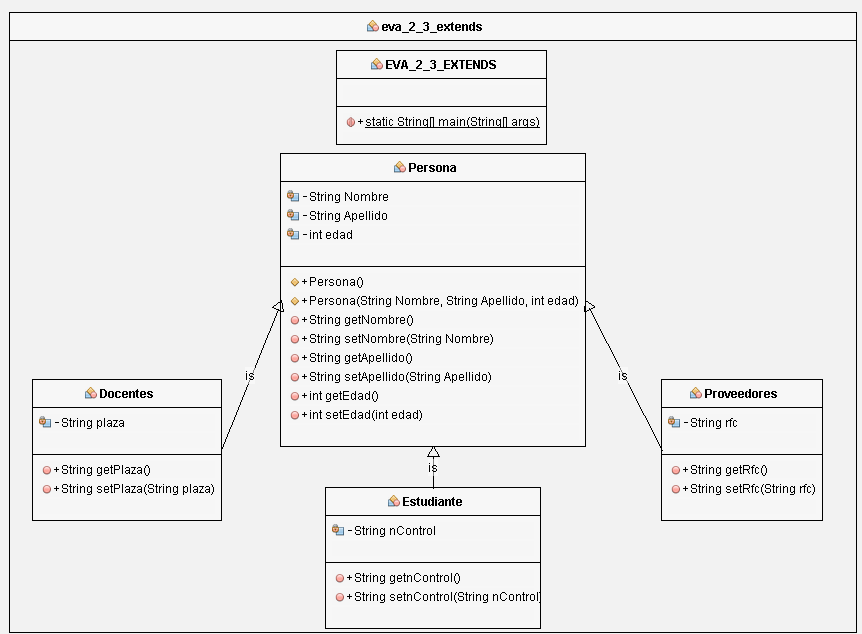 eva_2_3_extends
EVA_2_3_EXTENDS
+static String[] main(String[] args)
Persona
-String Nombre
-String Apellido
-int edad
+Persona()
+Persona(String Nombre, String Apellido, int edad)
+String getNombre()
+String setNombre(String Nombre)
+String getApellido()
+String setApellido(String Apellido)
+int getEdad()
+int setEdad(int edad)
is
is
is
Docentes
-String plaza
+String getPlaza()
+String setPlaza(String plaza)
Estudiante
-String nControl
+String getnControl()
+String setnControl(String nControl
Proveedores
-String rfc
+String getRfc()
+String setRfc(String rfc)